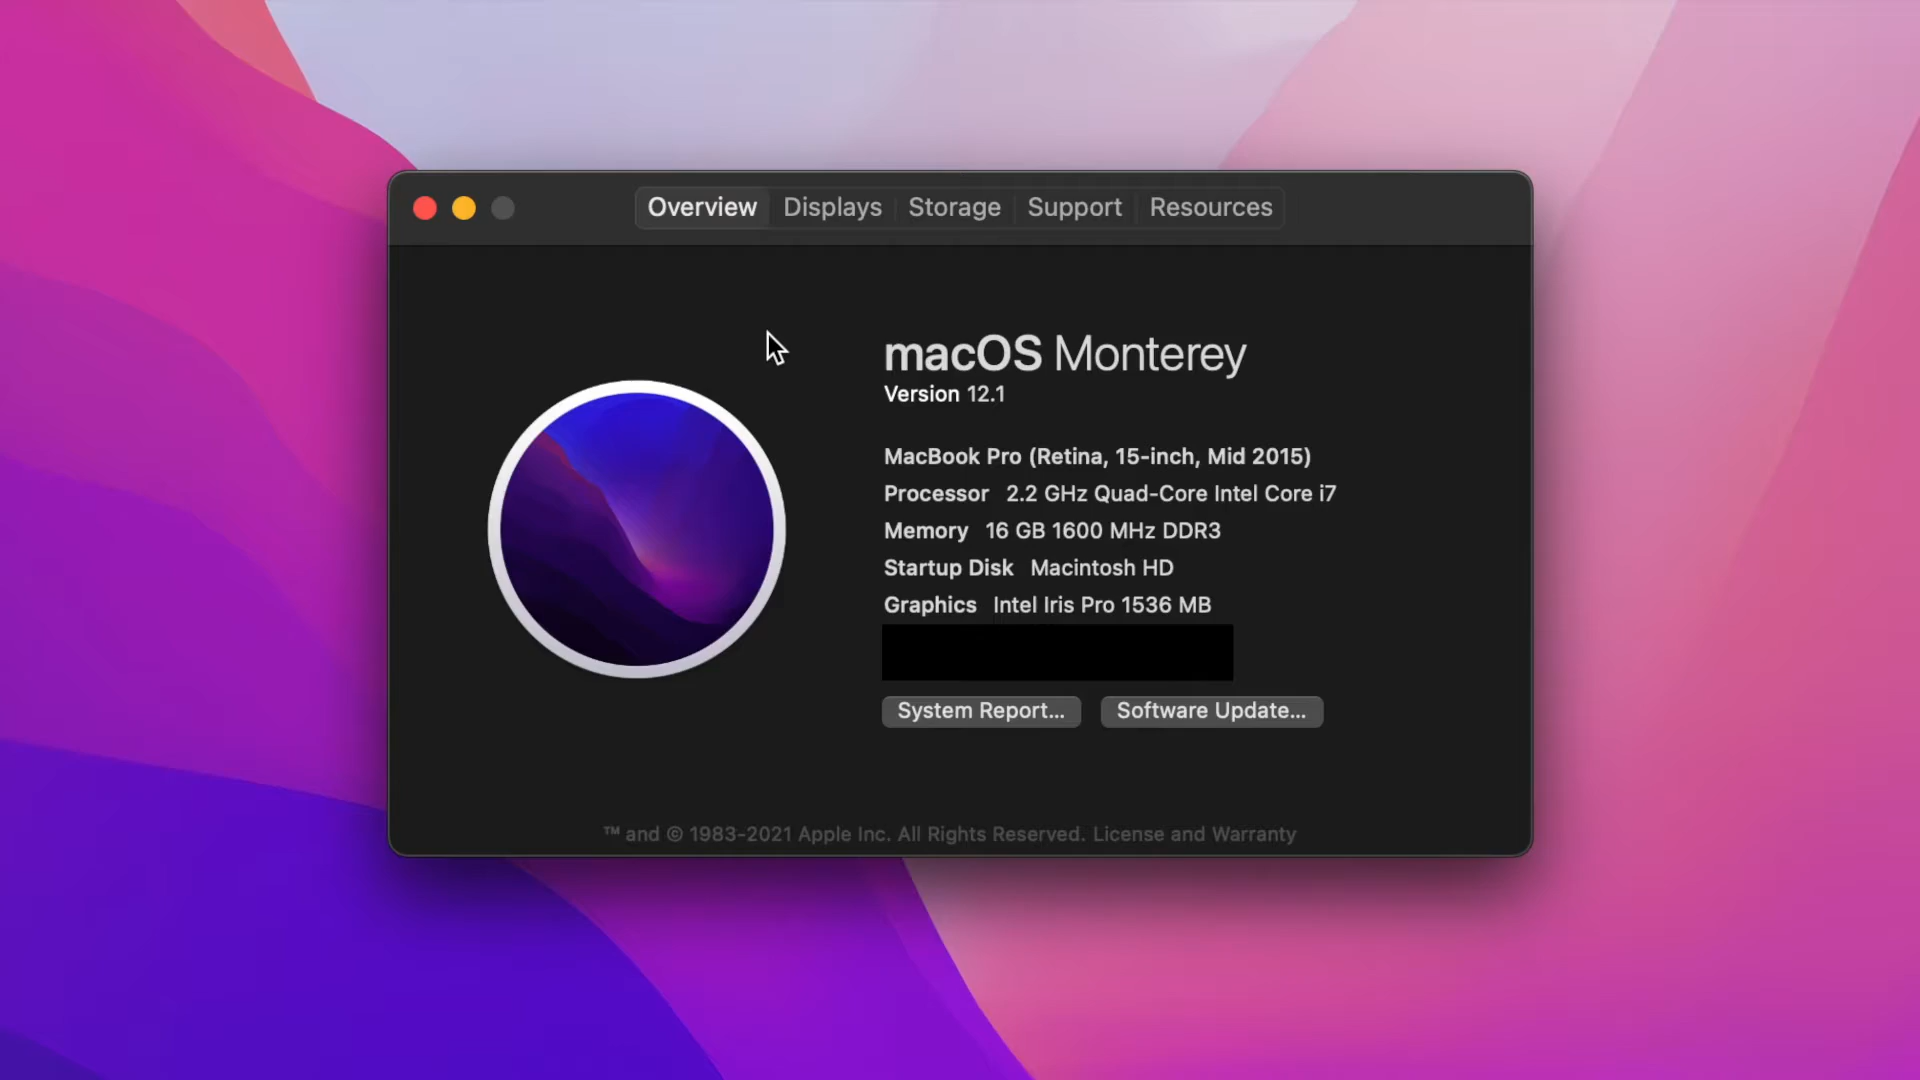 Overview Displays Storage Support Resources
macOS Monterey
Version 12.1
MacBook Pro (Retina, 15-inch, Mid 2015)
Processor 2.2 GHz Quad-Core Intel Core i7
Memory 16 GB 1600 MHz DDR3
Startup Disk Macintosh HD
Graphics Intel Iris Pro 1536 MB
System Report... Software Update...
™ and © 1983-2021 Apple Inc. All Rights Reserved. License and Warranty